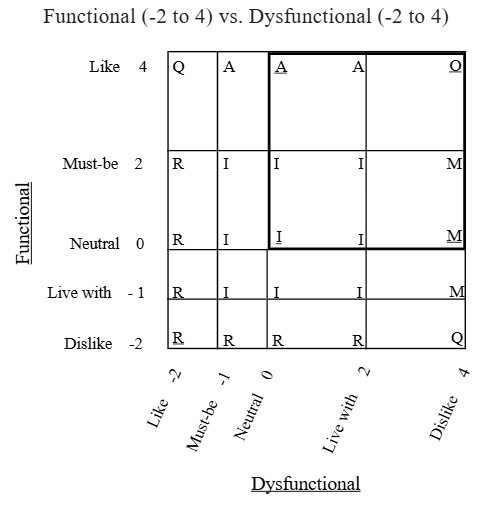 Functional (-2 to 4) vs. Dysfunctional (-2 to 4)
Like 4 Q A A A O
Must-be 2 R I I I M
Functional
Neutral 0 R I I I M
Live with - 1 R I I I M
Dislike -2 R R R R Q
Like -2 Must-be -1 Neutral 0 Live with 2 Dislike 4
Dysfunctional